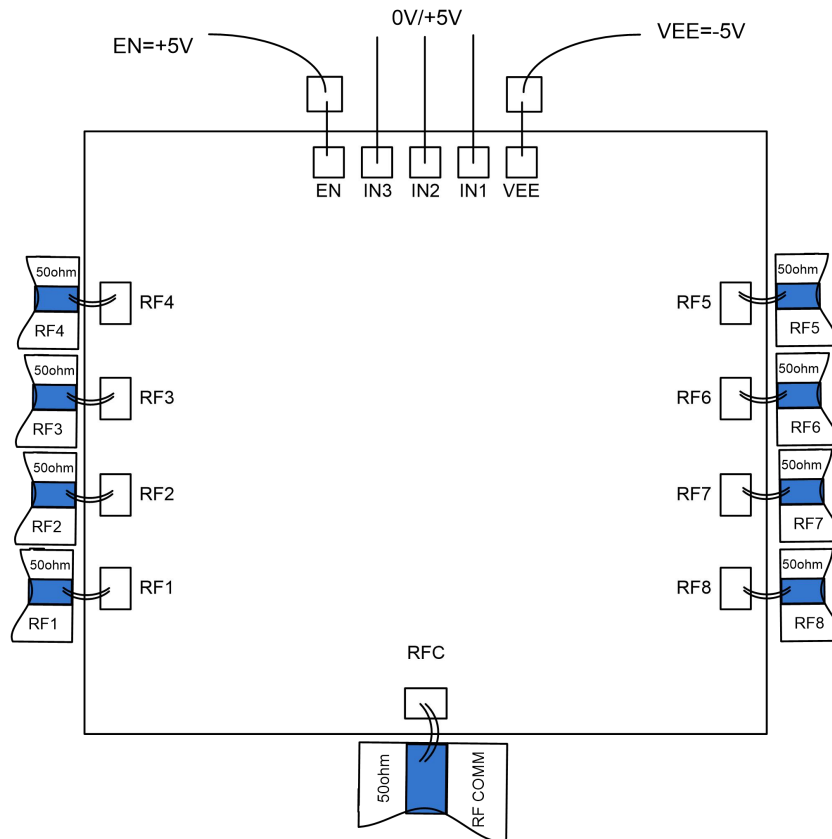 0V/+5V
EN=+5V
VEE=-5V
EN IN3 IN2 IN1 VEE
50ohm
RF4
RF4
50ohm
RF3
RF3
50ohm
RF2
RF2
50ohm
RF1
RF1
RF5
50ohm
RF5
RF6
50ohm
RF6
RF7
50ohm
RF7
RF8
50ohm
RF8
RFC
50ohm
RF COMM